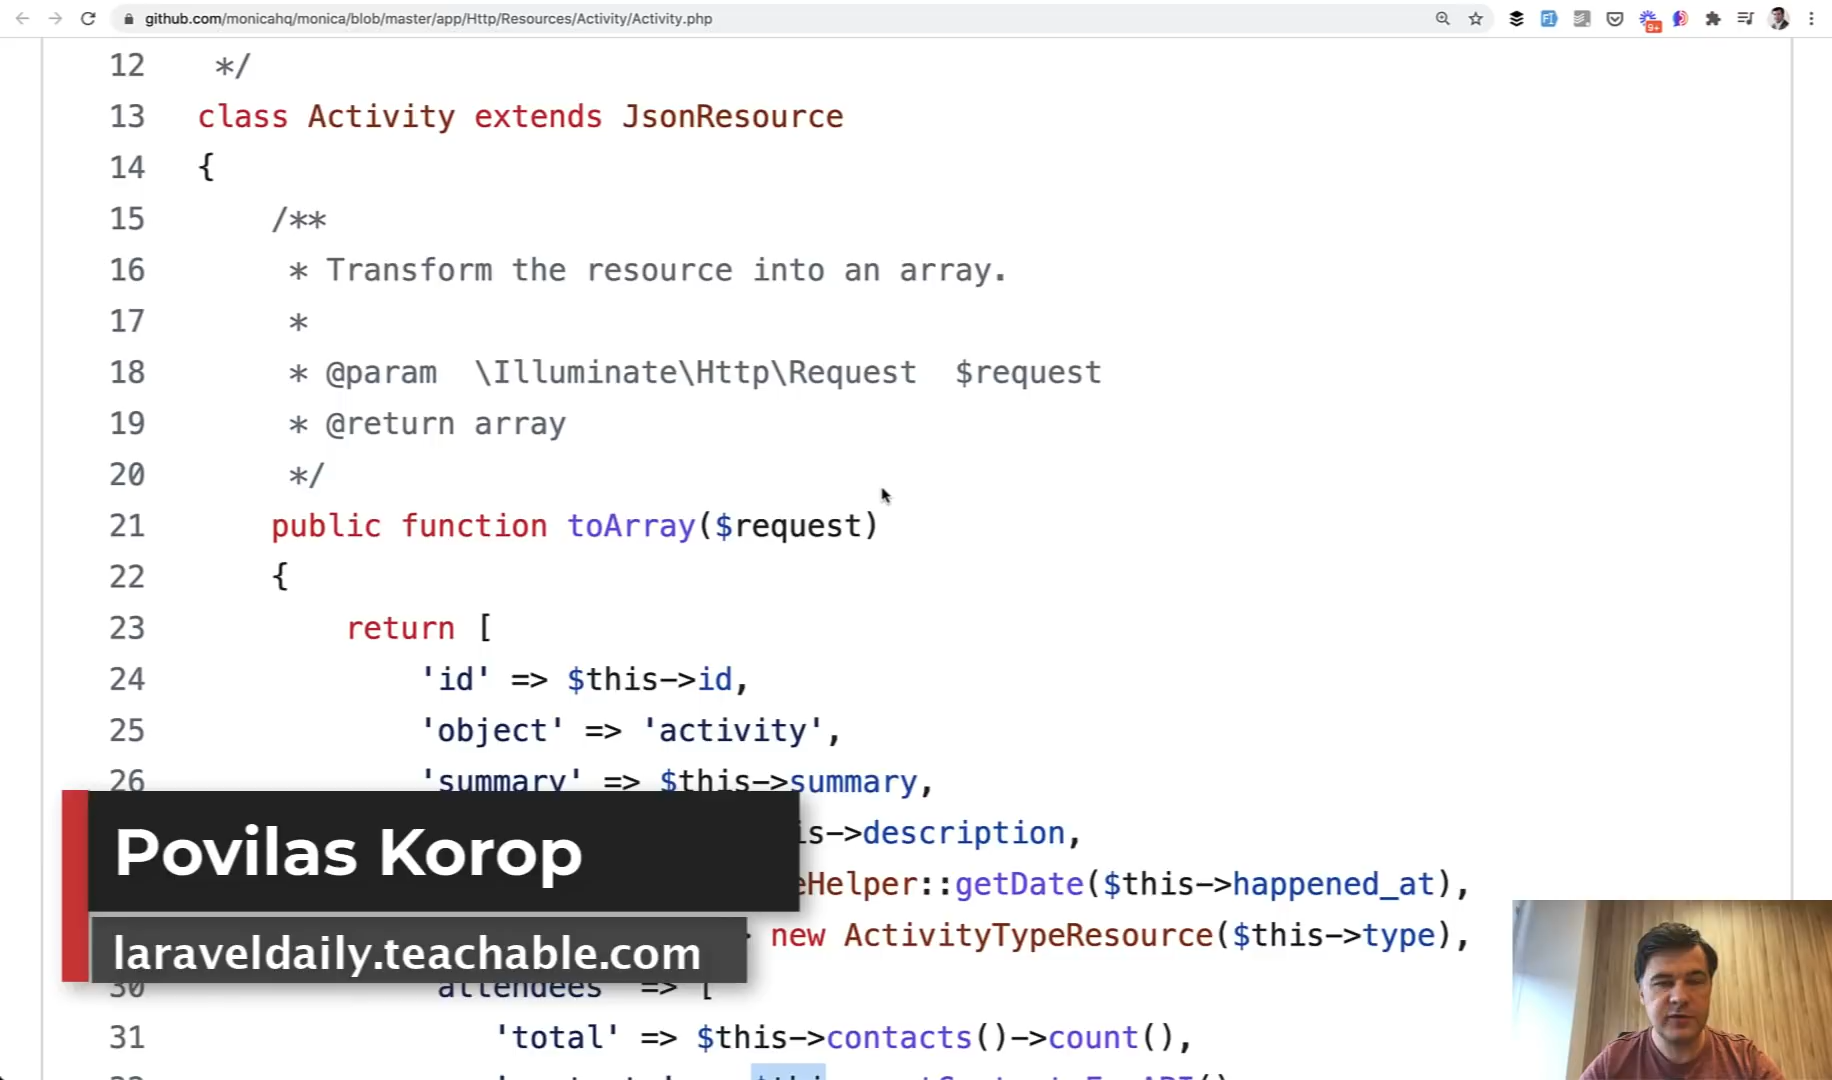 github.com/monicahq/monica/blob/master/app/Http/Resources/Activity/Activity.php
9+
12 */
13 class Activity extends JsonResource
14 {
15 /**
16 * Transform the resource into an array.
17 *
18 * @param \Illuminate\Http\Request $request
19 * @return array
20 */
21 public function toArray($request)
22 {
23 return [
24 'id' => $this->id,
25 'object' => 'activity',
26 'summary' => $this->summary,
is->description,
eHelper::getDate($this->happened_at),
new ActivityTypeResource($this->type),
Povilas Korop
laraveldaily.teachable.com
30 attendees => [
31 'total' => $this->contacts()->count(),